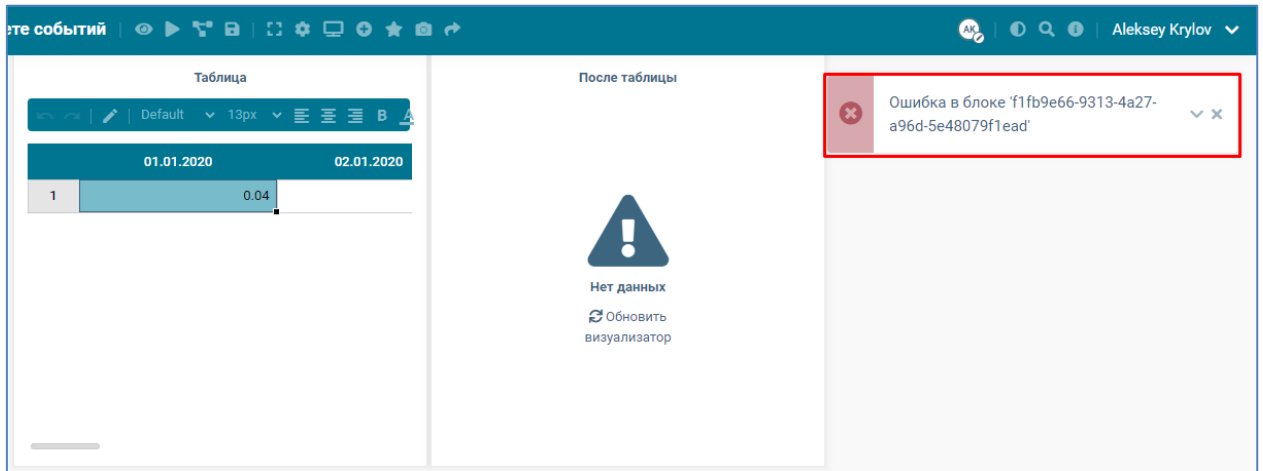 ете событий
AK
Aleksey Krylov
Таблица
Default 13px B A
01.01.2020 02.01.2020
1 0.04
После таблицы
Нет данных
Обновить
визуализатор
Ошибка в блоке 'f1fb9e66-9313-4a27-
a96d-5e48079f1ead'